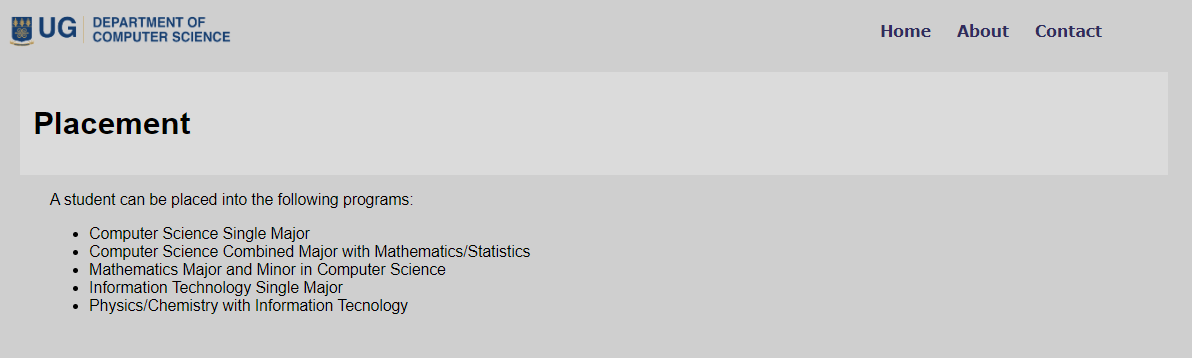 UG DEPARTMENT OF
COMPUTER SCIENCE
Home About Contact
Placement
A student can be placed into the following programs:
• Computer Science Single Major
• Computer Science Combined Major with Mathematics/Statistics
• Mathematics Major and Minor in Computer Science
• Information Technology Single Major
• Physics/Chemistry with Information Tecnology